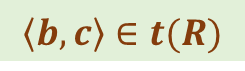 ⟨b, c⟩ ∈ t(R)